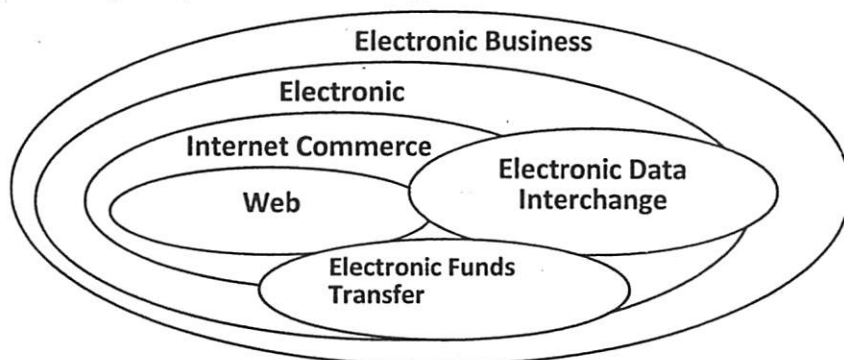 Electronic Business
Electronic
Internet Commerce
Electronic Data
Interchange
Web
Electronic Funds
Transfer